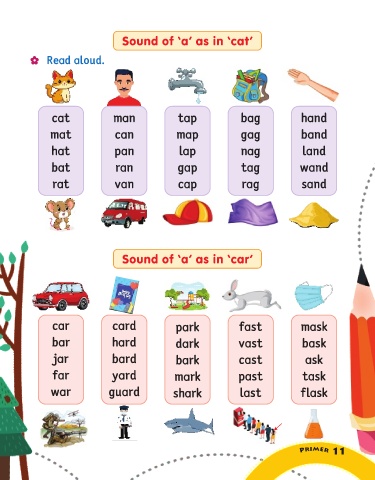 Sound of ‘a’ as in ‘cat’
Read aloud.
cat man tap bag hand
mat can map gag band
hat pan lap nag land
bat ran gap tag wand
rat van cap rag sand
Sound of ‘a’ as in ‘car’
car card park fast mask
bar hard dark vast bask
jar bard bark cast ask
far yard mark past task
war guard shark last flask
PRIMER 11